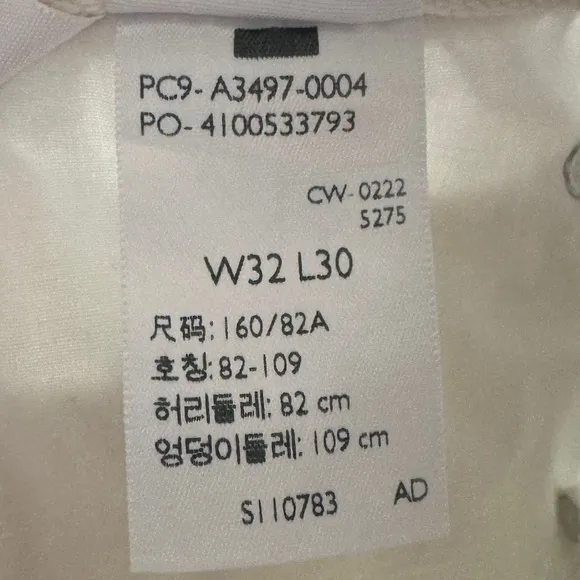 PC9- A3497-0004
PO- 4100533793
CW- 0222
S275
W32 L30
尺码: 160/82A
호칭: 82-109
허리둘레: 82 cm
엉덩이둘레: 109 cm
S110783 AD